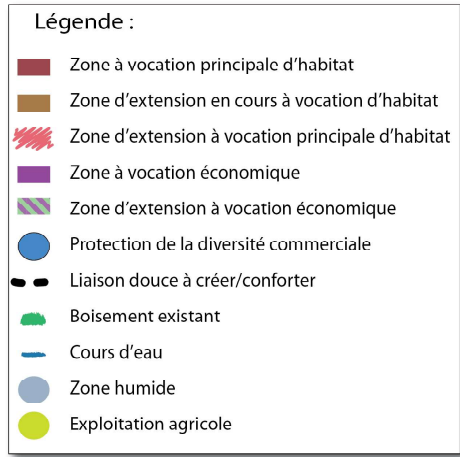 Légende :
Zone à vocation principale d'habitat
Zone d'extension en cours à vocation d'habitat
Zone d'extension à vocation principale d'habitat
Zone à vocation économique
Zone d'extension à vocation économique
Protection de la diversité commerciale
Liaison douce à créer/conforter
Boisement existant
Cours d'eau
Zone humide
Exploitation agricole